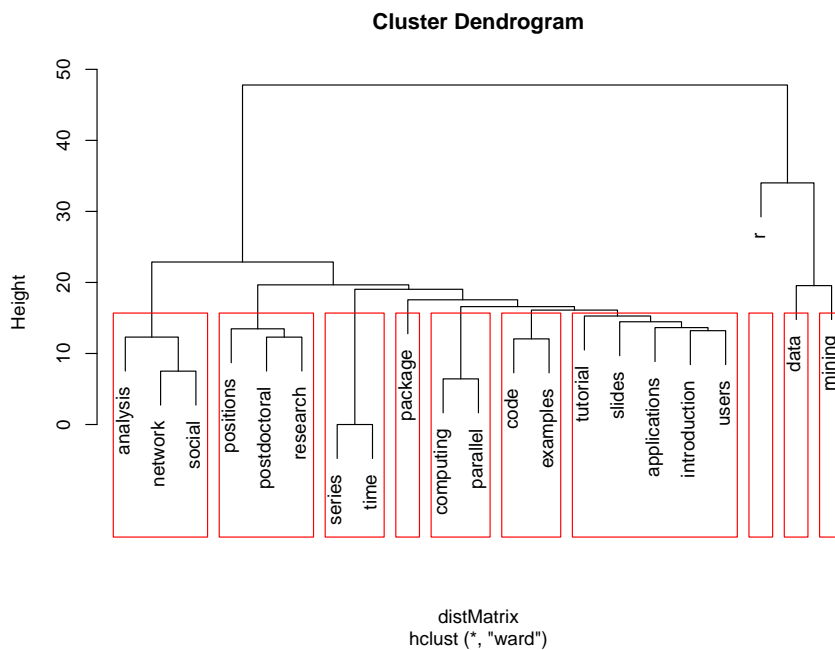 Cluster Dendrogram
Height
50
40
30
20
10
0
analysis
network
social
positions
postdoctoral
research
series
time
package
computing
parallel
code
examples
tutorial
slides
applications
introduction
users
r
data
mining
distMatrix
hclust (*, "ward")